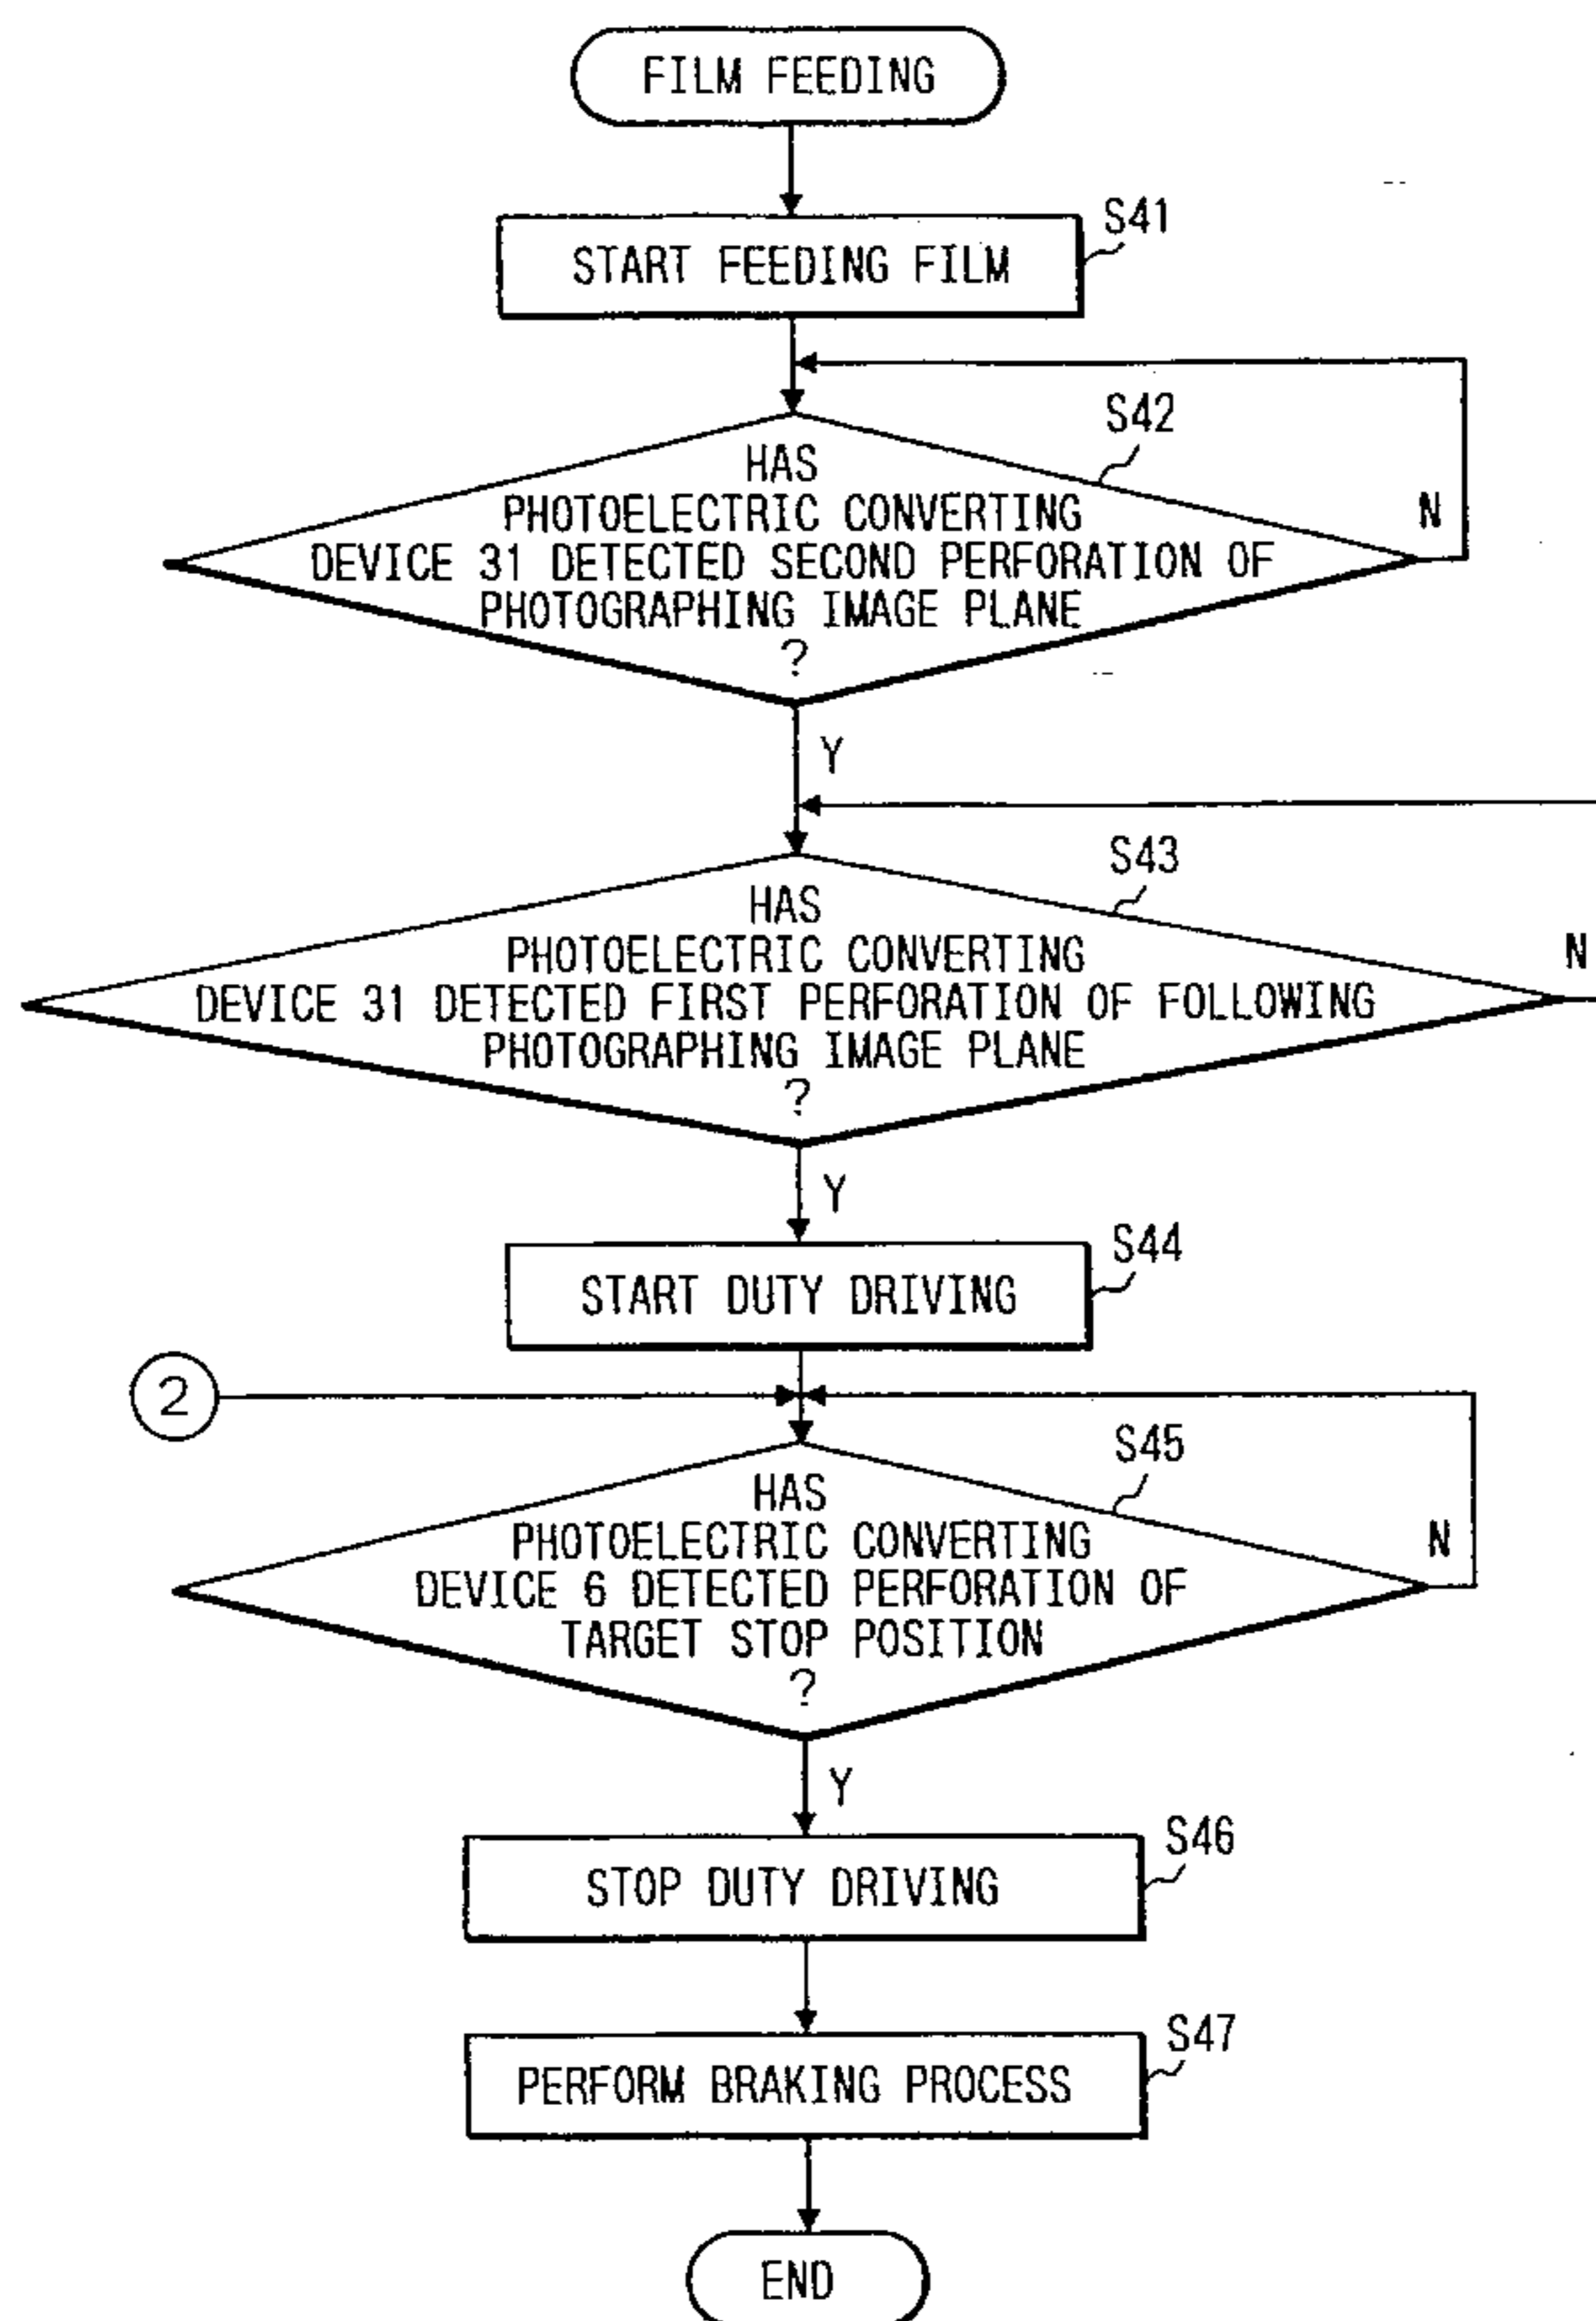 FILM FEEDING
S41
START FEEDING FILM
S42
HAS
PHOTOELECTRIC CONVERTING
DEVICE 31 DETECTED SECOND PERFORATION OF
PHOTOGRAPHING IMAGE PLANE
?
N
Y
S43
HAS
PHOTOELECTRIC CONVERTING
DEVICE 31 DETECTED FIRST PERFORATION OF FOLLOWING
PHOTOGRAPHING IMAGE PLANE
?
N
Y
S44
START DUTY DRIVING
2
S45
HAS
PHOTOELECTRIC CONVERTING
DEVICE 6 DETECTED PERFORATION OF
TARGET STOP POSITION
?
N
Y
S46
STOP DUTY DRIVING
S47
PERFORM BRAKING PROCESS
END